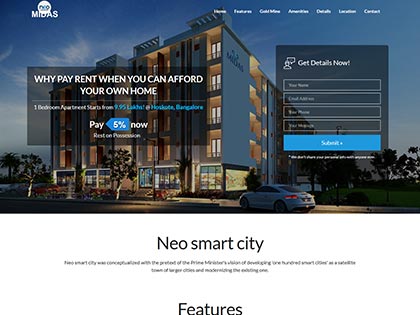 neo
MIDAS
Home Features Gold Mine Amenities Details Location Contact
MIDAS
WHY PAY RENT WHEN YOU CAN AFFORD
YOUR OWN HOME
1 Bedroom Apartment Starts from 9.95 Lakhs! @ Hoskote, Bangalore
Pay 5% now
Rest on Possession
Get Details Now!
Your Name
Email Address
Your Phone
Your Message
Submit »
* We don't share your personal info with anyone
Neo smart city
Neo smart city was conceptualized with the pretext of the Prime Minister's vision of developing 'one hundred smart cities' as a satellite
town of larger cities and modernizing the existing one.
Features